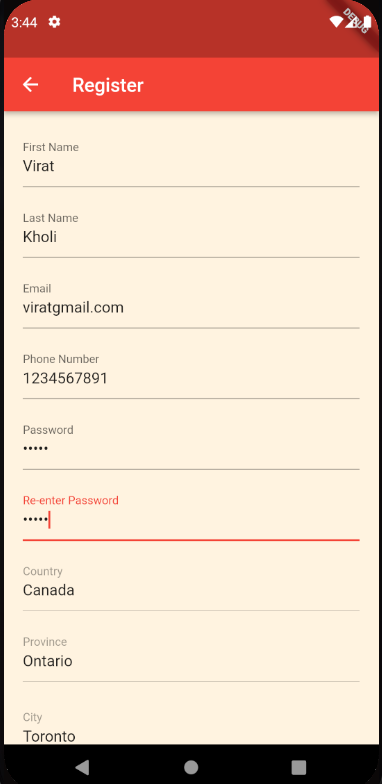 3:44
DEBUG
Register
First Name
Virat
Last Name
Kholi
Email
viratgmail.com
Phone Number
1234567891
Password
•••••
Re-enter Password
•••••
Country
Canada
Province
Ontario
City
Toronto